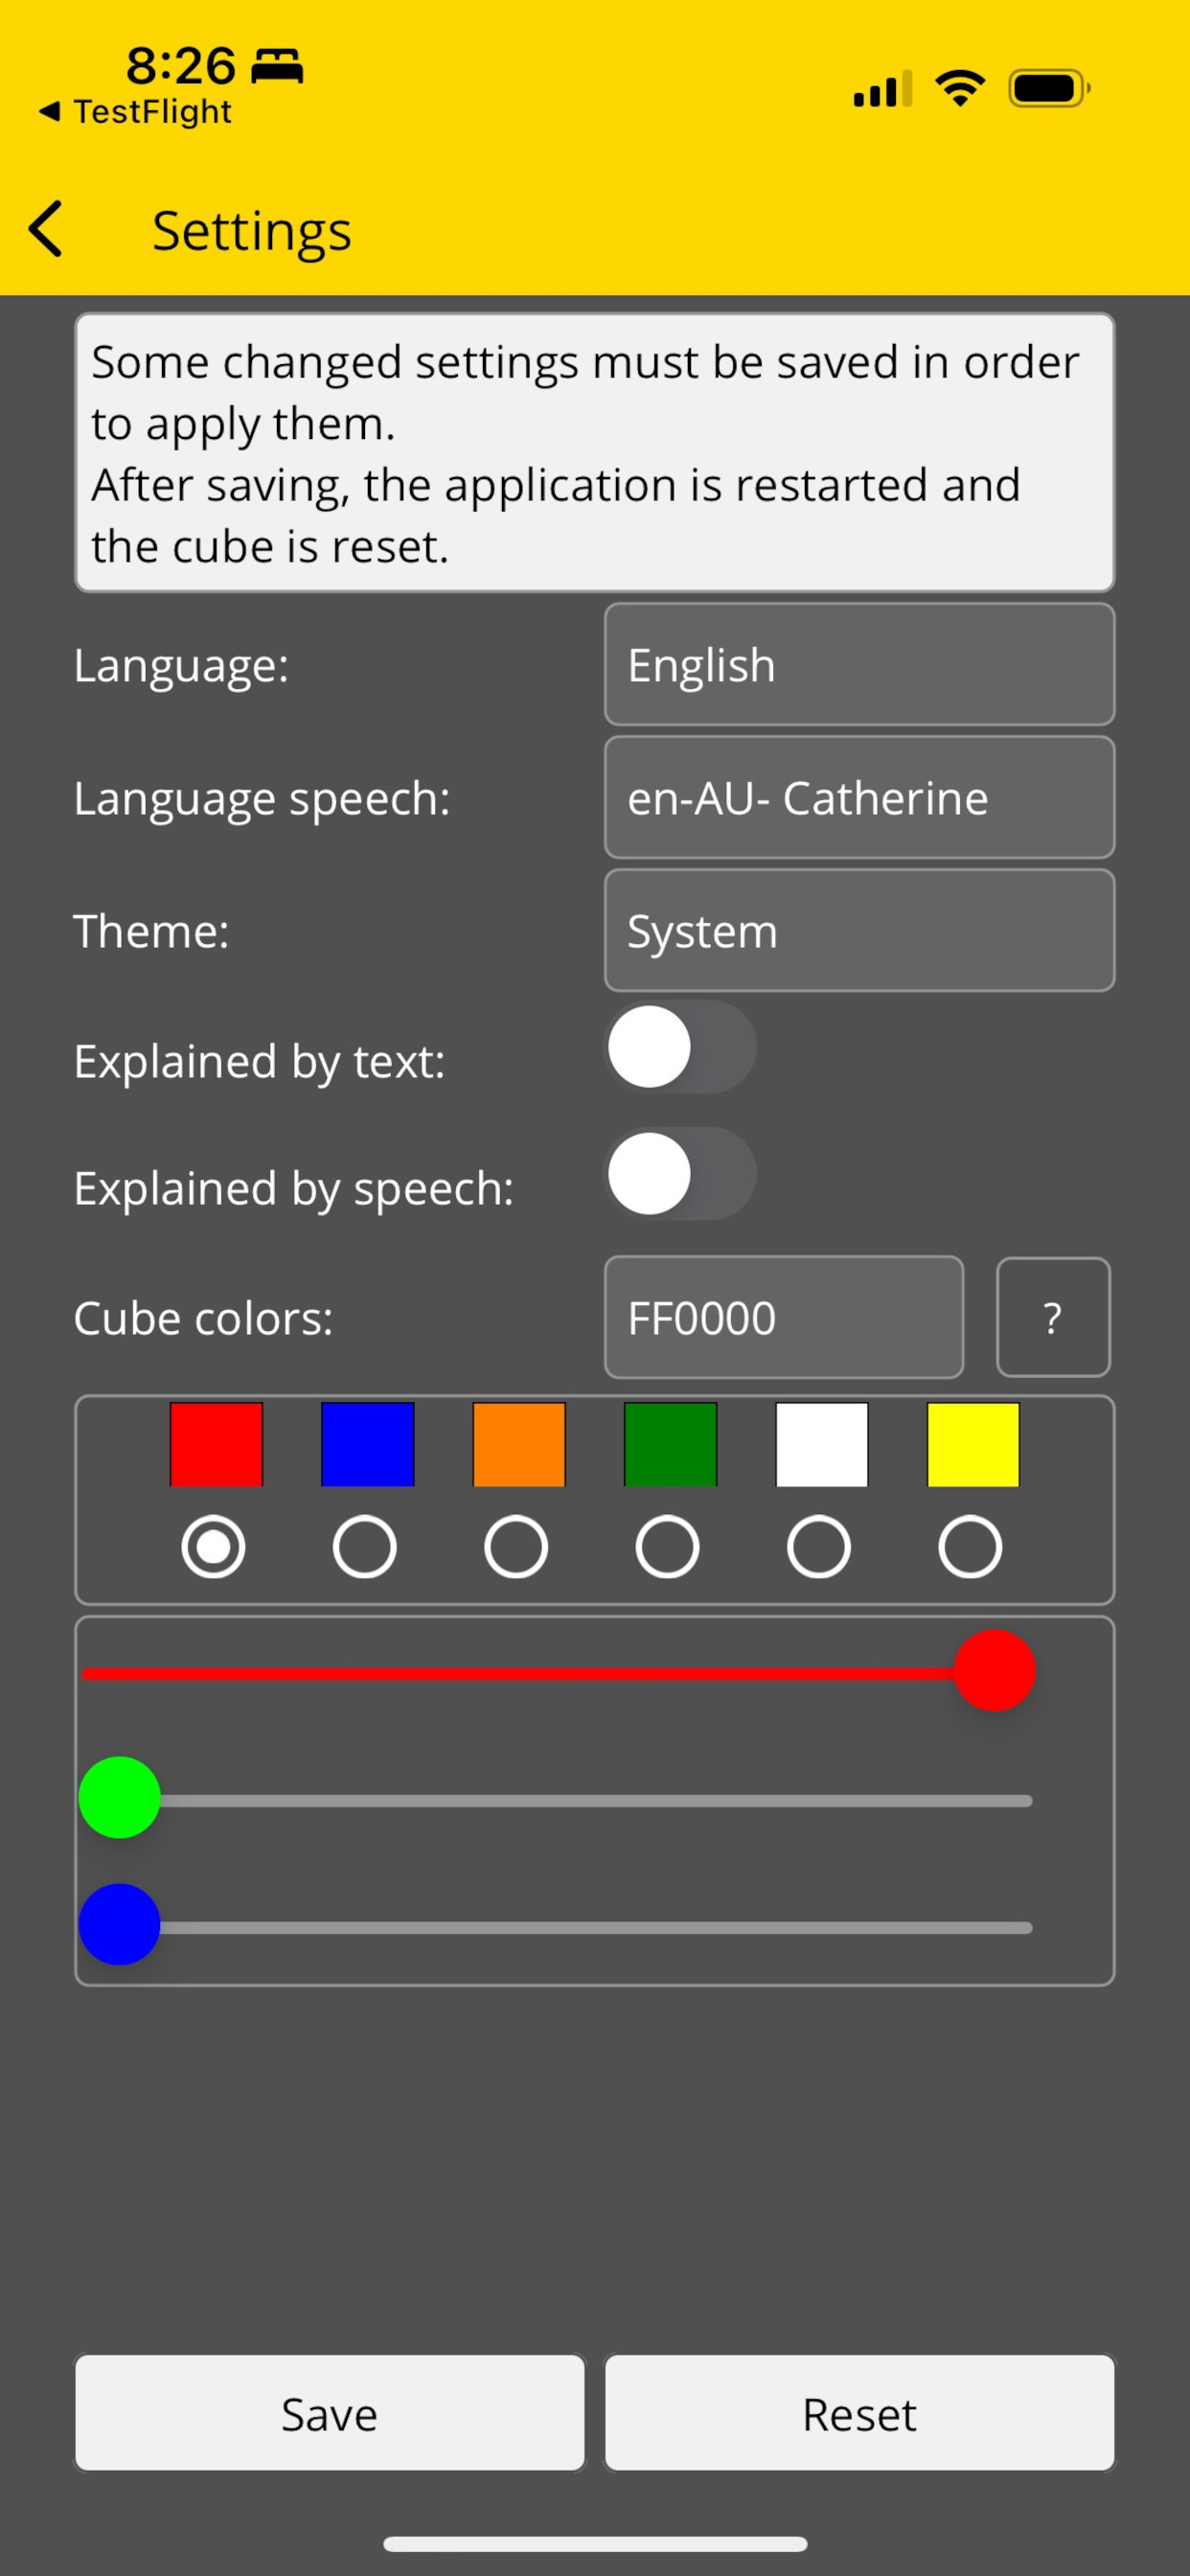 8:26
TestFlight
Settings
Some changed settings must be saved in order
to apply them.
After saving, the application is restarted and
the cube is reset.
Language:
English
Language speech:
en-AU- Catherine
Theme:
System
Explained by text:
Explained by speech:
Cube colors:
FF0000
?
Save
Reset